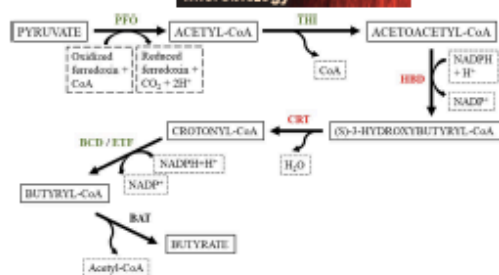 PFO
THI
PYRUVATE
ACETYL-CoA
ACETOACETYL-CoA
Oxidized
ferredoxin +
CoA
Reduced
ferredoxin +
CO₂ + 2H⁺
CoA
HBD
NADPH
+ H⁺
NADP⁺
CROTONYL-CoA
CRT
(S)-3-HYDROXYBUTYRYL-CoA
H₂O
BCD / ETF
NADPH+H⁺
NADP⁺
BUTYRYL-CoA
BAT
BUTYRATE
Acetyl-CoA